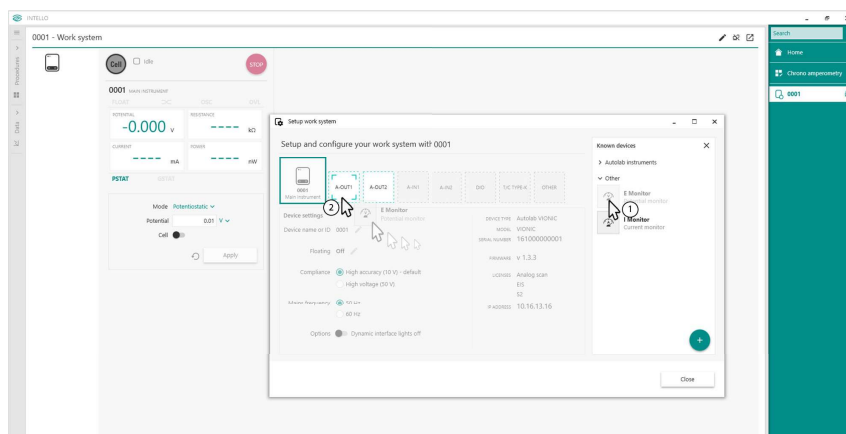 INTELLO
0001 - Work system
Procedures
Data
Cell
Idle
STOP
0001 MAIN INSTRUMENT
POTENTIAL
-0.000 V
RESISTANCE
---- kΩ
CURRENT
---- mA
POWER
---- nW
PSTAT
GSTAT
Mode Potentiostatic
Potential 0.01 V
Cell
Apply
Setup work system
Setup and configure your work system with 0001
0001
Main instrument
A-OUT1
A-OUT2
A-IN1
A-IN2
DIO
T/C TYPE-K
OTHER
2
E Monitor
Potential monitor
Device settings
Device name or ID 0001
Floating Off
Compliance High accuracy (10 V) - default
High voltage (50 V)
Mains frequency 50 Hz
60 Hz
Options Dynamic interface lights off
DEVICE TYPE Autolab VIONIC
MODEL VIONIC
SERIAL NUMBER 161000000001
FIRMWARE V 1.3.3
LICENSES Analog scan
EIS
S2
IP ADDRESS 10.16.13.16
Known devices
Autolab instruments
Other
E Monitor
Potential monitor
1
I Monitor
Current monitor
Close
Search
Home
Chrono amperometry
0001